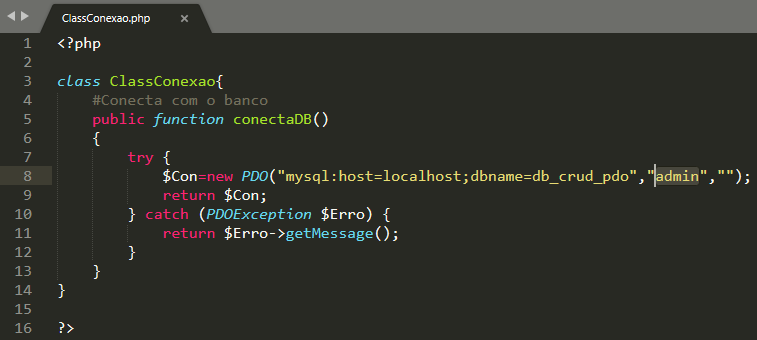 ClassConexao.php ×
1 <?php
2
3 class ClassConexao{
4     #Conecta com o banco
5     public function conectaDB()
6     {
7         try {
8             $Con=new PDO("mysql:host=localhost;dbname=db_crud_pdo","admin","");
9             return $Con;
10         } catch (PDOException $Erro) {
11             return $Erro->getMessage();
12         }
13     }
14 }
15
16 ?>